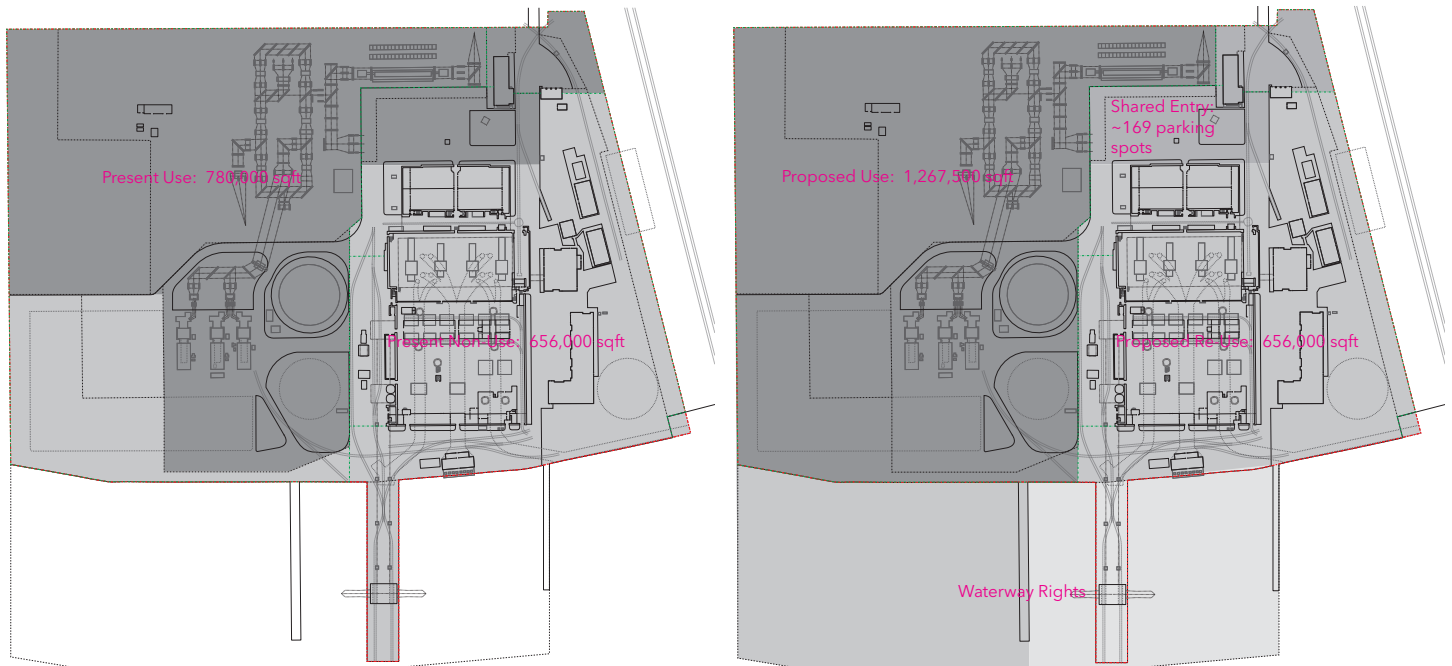 Present Use: 780,000 sqft
Present Non-Use: 656,000 sqft
Shared Entry:
~169 parking
spots
Proposed Use: 1,267,500 sqft
Proposed Re-Use: 656,000 sqft
Waterway Rights